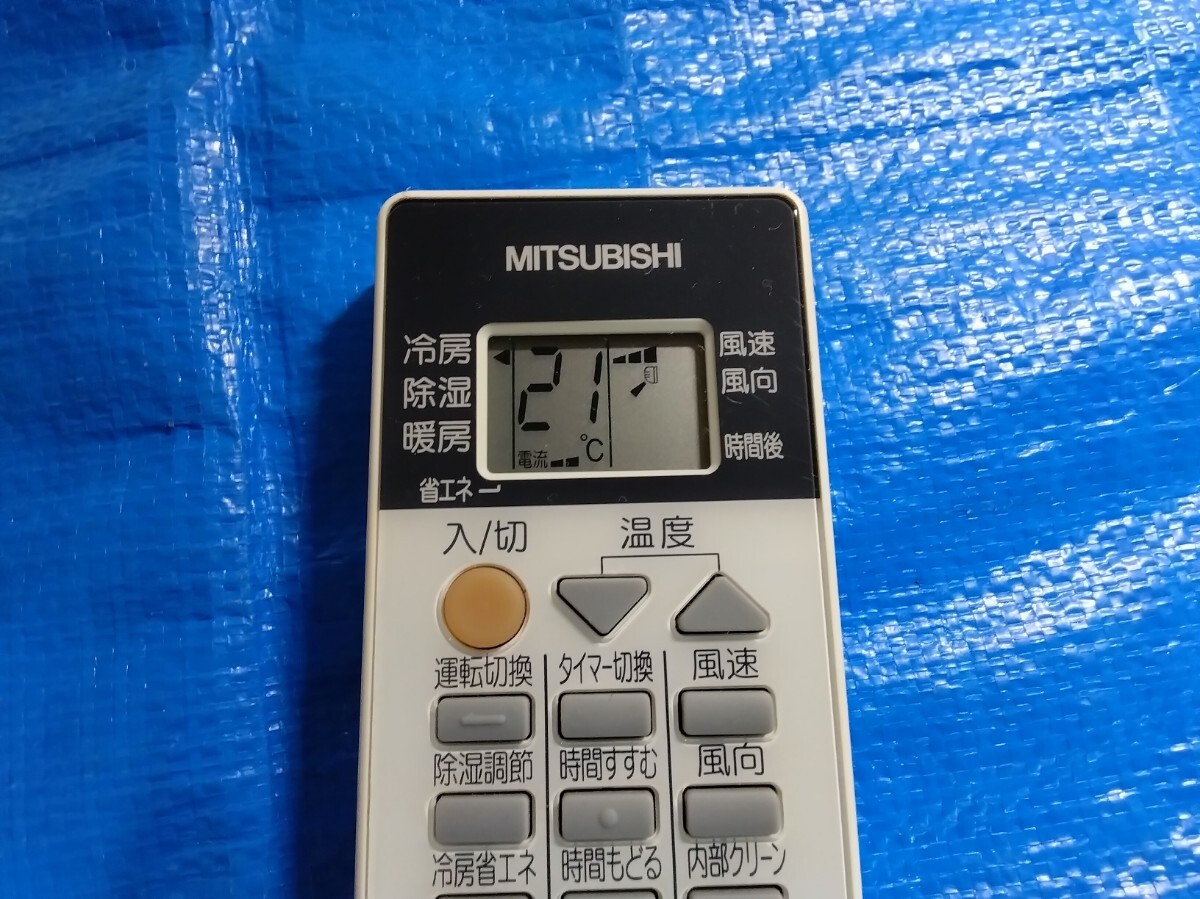 MITSUBISHI
冷房 21 風速
除湿 風向
暖房 電流 ℃ 時間後
省エネ
入/切 温度
運転切換 タイマー切換 風速
除湿調節 時間すすむ 風向
冷房省エネ 時間もどる 内部クリーン